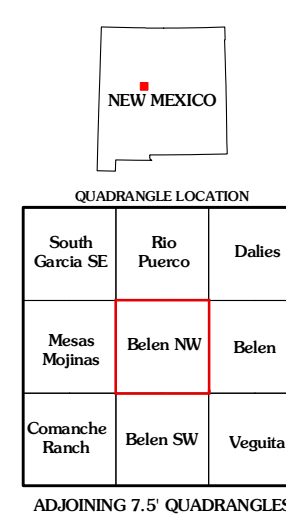 NEW MEXICO
QUADRANGLE LOCATION
South
Garcia SE
Rio
Puerco
Dalies
Mesas
Mojinas
Belen NW
Belen
Comanche
Ranch
Belen SW
Veguita
ADJOINING 7.5' QUADRANGLES